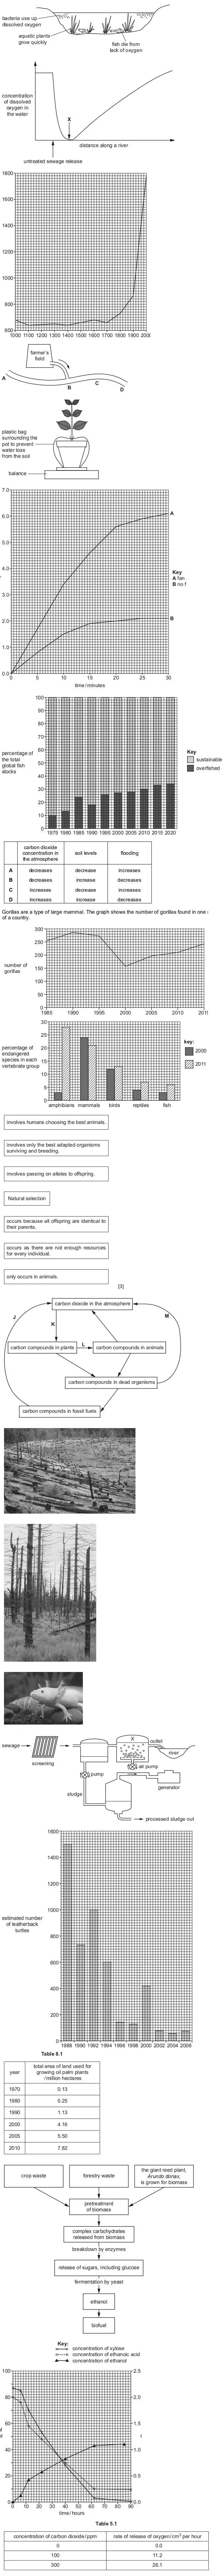 bacteria use up
dissolved oxygen
aquatic plants
grow quickly
fish die from
lack of oxygen
concentration
of dissolved
oxygen in
the water
X
distance along a river
untreated sewage release
1800
1600
1400
1200
1000
800
600
1000 1100 1200 1300 1400 1500 1600 1700 1800 1900 200
farmer's
field
A
B
C
D
plastic bag
surrounding the
pot to prevent
water loss
from the soil
balance
7.0
6.0
5.0
4.0
3.0
2.0
1.0
0.0
0 5 10 15 20 25 30
time / minutes
A
B
Key
A fan
B no f
percentage of
the total
global fish
stocks
100
90
80
70
60
50
40
30
20
10
0
1975 1980 1985 1990 1995 2000 2005 2010 2015 2020
Key
sustainable
overfished
carbon dioxide concentration in the atmosphere soil levels flooding
A decreases decrease increases
B decreases increase decreases
C increases decrease increases
D increases increase decreases
Gorillas are a type of large mammal. The graph shows the number of gorillas found in one
of a country.
number of
gorillas
300
250
200
150
100
50
0
1985 1990 1995 2000 2005 2010 2015
percentage of
endangered
species in each
vertebrate group
30
25
20
15
10
5
0
amphibians mammals birds reptiles fish
key:
2000
2011
involves humans choosing the best animals.
involves only the best adapted organisms
surviving and breeding.
involves passing on alleles to offspring.
Natural selection
occurs because all offspring are identical to
their parents.
occurs as there are not enough resources
for every individual.
only occurs in animals.
[3]
carbon dioxide in the atmosphere
J
K
M
carbon compounds in plants
L
carbon compounds in animals
carbon compounds in dead organisms
carbon compounds in fossil fuels
sewage
screening
X
outlet
river
air pump
pump
generator
sludge
processed sludge out
estimated number
of leatherback
turtles
1600
1400
1200
1000
800
600
400
200
0
1988 1990 1992 1994 1996 1998 2000 2002 2004 2006
Table 6.1
year total area of land used for growing oil palm plants / million hectares
1970 0.13
1980 0.25
1990 1.13
2000 4.16
2005 5.50
2010 7.82
crop waste
forestry waste
the giant reed plant,
Arundo donax,
is grown for biomass
pretreatment
of biomass
complex carbohydrates
released from biomass
breakdown by enzymes
release of sugars, including glucose
fermentation by yeast
ethanol
biofuel
Key:
concentration of xylose
concentration of ethanoic acid
concentration of ethanol
100
80
60
40
20
0
2.5
2.0
1.5
1.0
0.5
0.0
0 10 20 30 40 50 60 70 80 90
time / hours
Table 5.1
concentration of carbon dioxide / ppm rate of release of oxygen / cm³ per hour
0 0.0
100 11.2
300 26.1